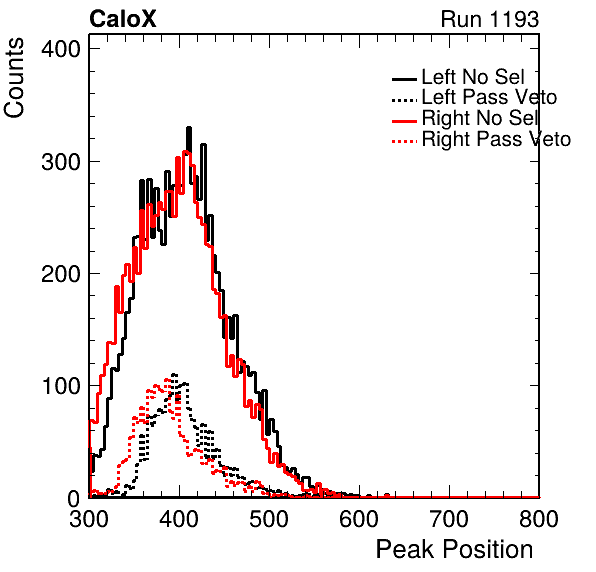 CaloX Run 1193
Counts
400
300
200
100
0
Left No Sel
Left Pass Veto
Right No Sel
Right Pass Veto
300 400 500 600 700 800
Peak Position